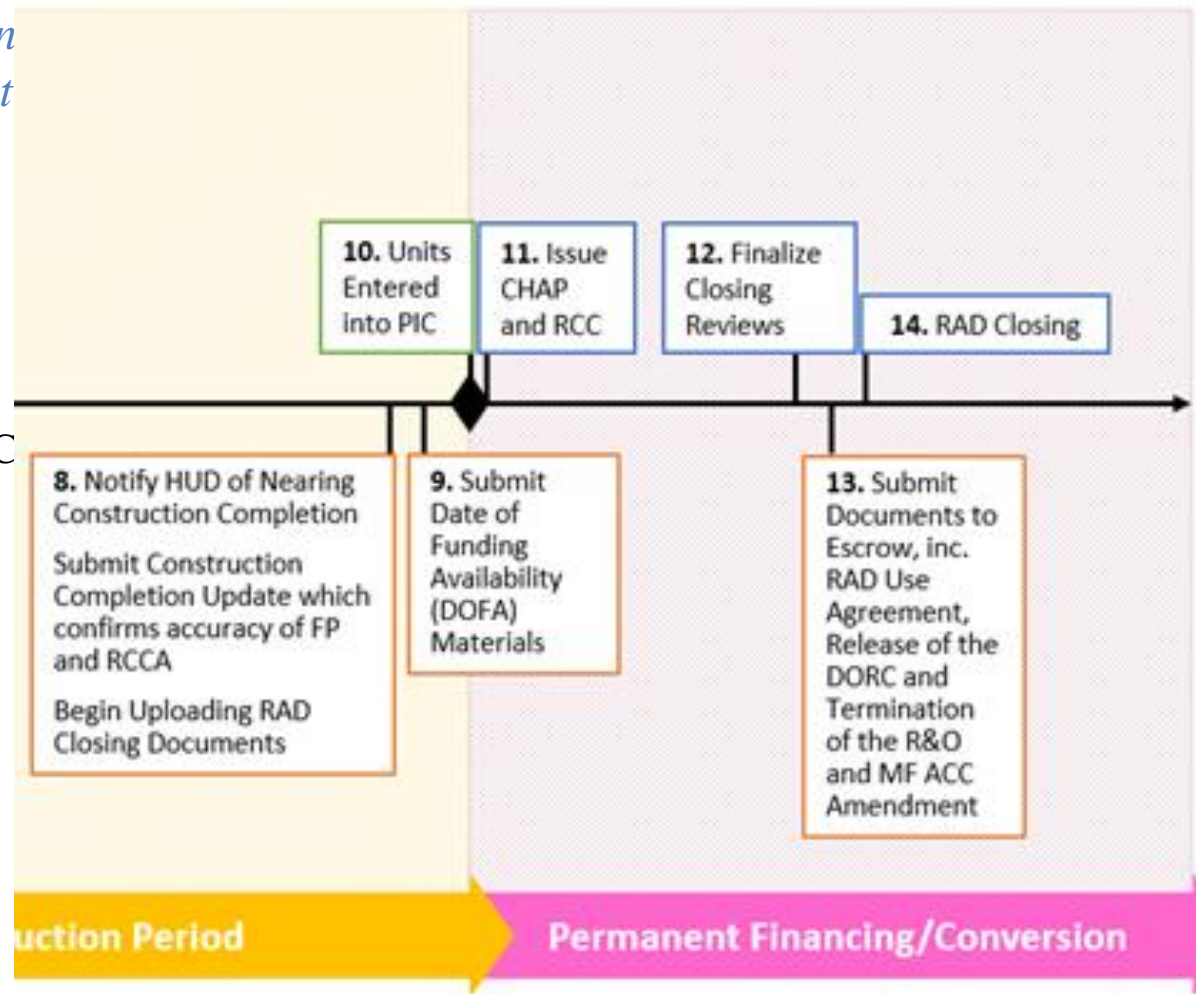 n
t
10. Units
Entered
into PIC
11. Issue
CHAP
and RCC
12. Finalize
Closing
Reviews
14. RAD Closing
C
8. Notify HUD of Nearing
Construction Completion
Submit Construction
Completion Update which
confirms accuracy of FP
and RCCA
Begin Uploading RAD
Closing Documents
9. Submit
Date of
Funding
Availability
(DOFA)
Materials
13. Submit
Documents to
Escrow, inc.
RAD Use
Agreement,
Release of the
DORC and
Termination
of the R&O
and MF ACC
Amendment
uction Period
Permanent Financing/Conversion